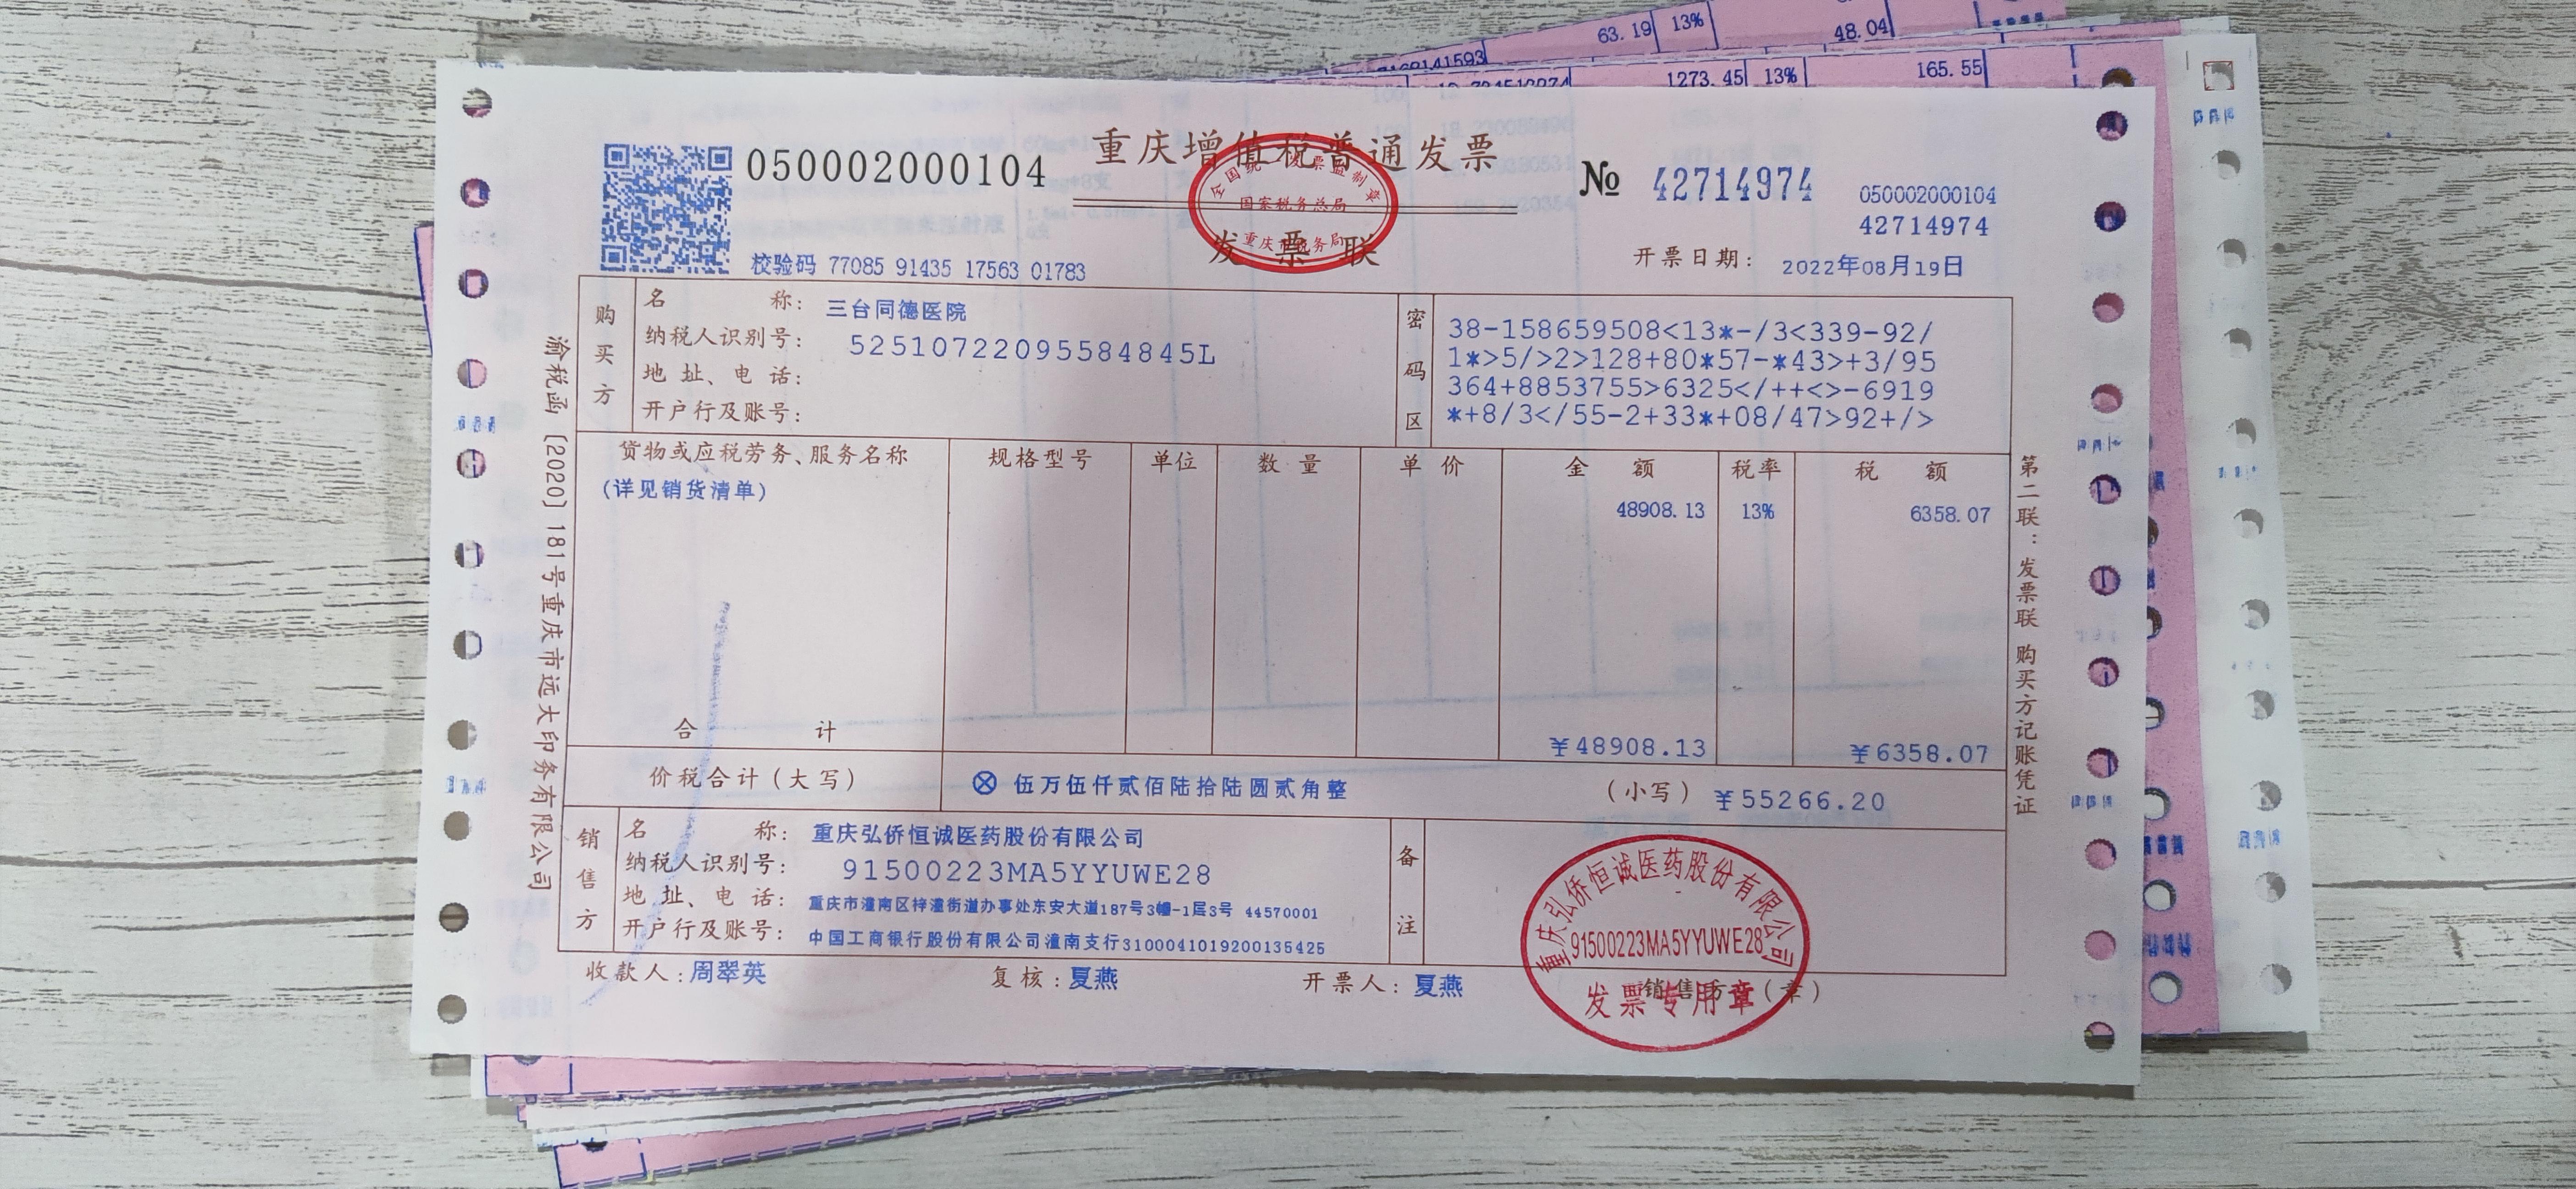 63.19 13% 48.04
1273.45 13% 165.55
050002000104
重庆增值税普通发票
全国统一发票监制章
国家税务总局
重庆市税务局
发票联
№ 42714974
050002000104
42714974
校验码 77085 91435 17563 01783
开票日期: 2022年08月19日
购买方
名称: 三台同德医院
纳税人识别号: 52510722095584845L
地址、电话:
开户行及账号:
密码区
38-158659508<13*-/3<339-92/
1*>5/>2>128+80*57-*43>+3/95
364+8853755>6325</++<>-6919
*+8/3</55-2+33*+08/47>92+/>
货物或应税劳务、服务名称 规格型号 单位 数量 单价 金额 税率 税额
(详见销货清单) 48908.13 13% 6358.07
合计 ¥48908.13 ¥6358.07
价税合计(大写) ⊗ 伍万伍仟贰佰陆拾陆圆贰角整 (小写) ¥55266.20
销售方
名称: 重庆弘侨恒诚医药股份有限公司
纳税人识别号: 91500223MA5YYUWE28
地址、电话: 重庆市潼南区梓潼街道办事处东安大道187号3幢-1层3号 44570001
开户行及账号: 中国工商银行股份有限公司潼南支行3100041019200135425
备注
收款人: 周翠英 复核: 夏燕 开票人: 夏燕 销售方:(章)
重庆弘侨恒诚医药股份有限公司
91500223MA5YYUWE28
发票专用章
渝税函〔2020〕181号重庆市远大印务有限公司
第二联:发票联 购买方记账凭证